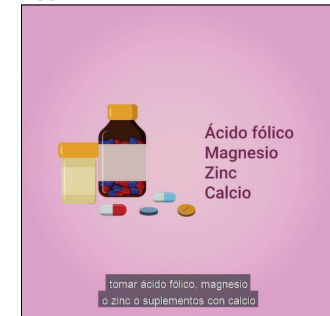 Ácido fólico
Magnesio
Zinc
Calcio
tomar ácido fólico, magnesio
o zinc o suplementos con calcio